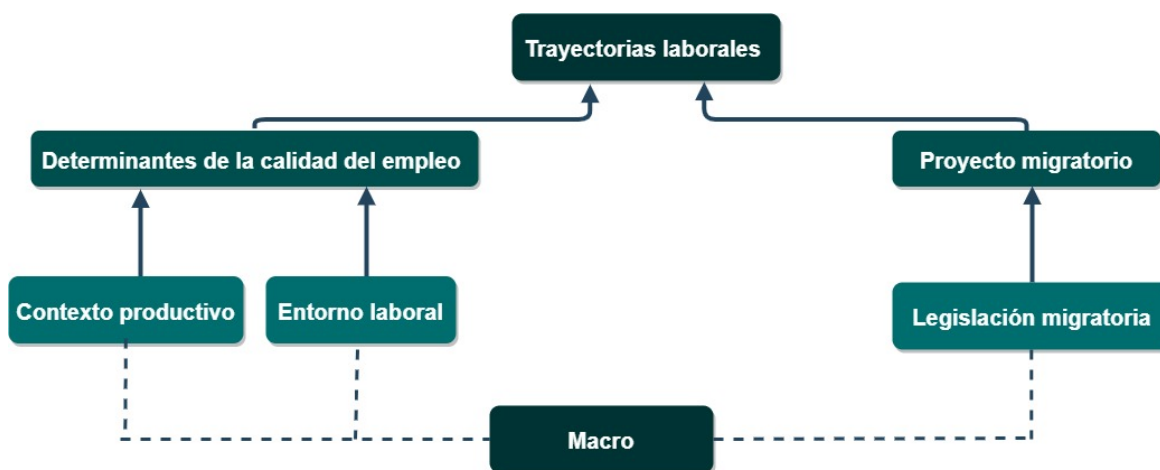 Trayectorias laborales
Determinantes de la calidad del empleo
Proyecto migratorio
Contexto productivo
Entorno laboral
Legislación migratoria
Macro